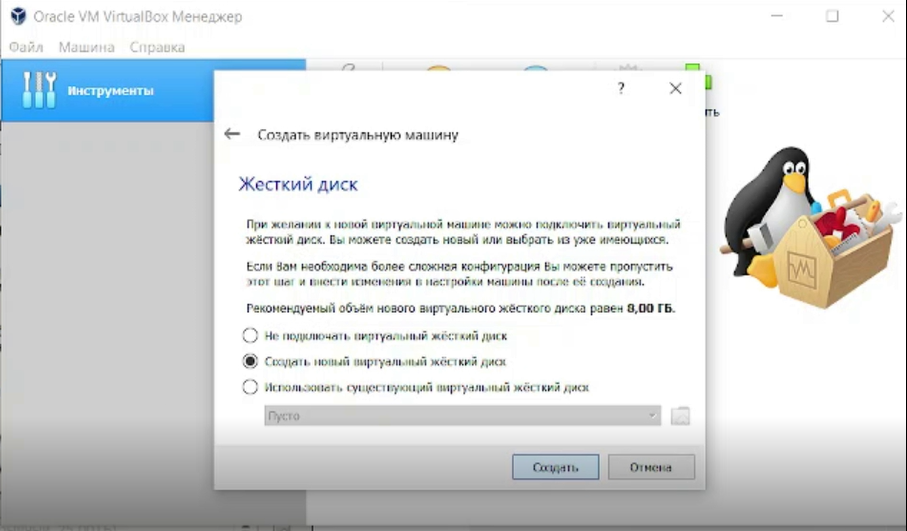 Oracle VM VirtualBox Менеджер
Файл Машина Справка
Инструменты
?
Создать виртуальную машину
Жесткий диск
При желании к новой виртуальной машине можно подключить виртуальный
жёсткий диск. Вы можете создать новый или выбрать из уже имеющихся.
Если Вам необходима более сложная конфигурация Вы можете пропустить
этот шаг и внести изменения в настройки машины после её создания.
Рекомендуемый объём нового виртуального жёсткого диска равен 8,00 ГБ.
Не подключать виртуальный жёсткий диск
Создать новый виртуальный жёсткий диск
Использовать существующий виртуальный жёсткий диск
Пусто
Создать Отмена